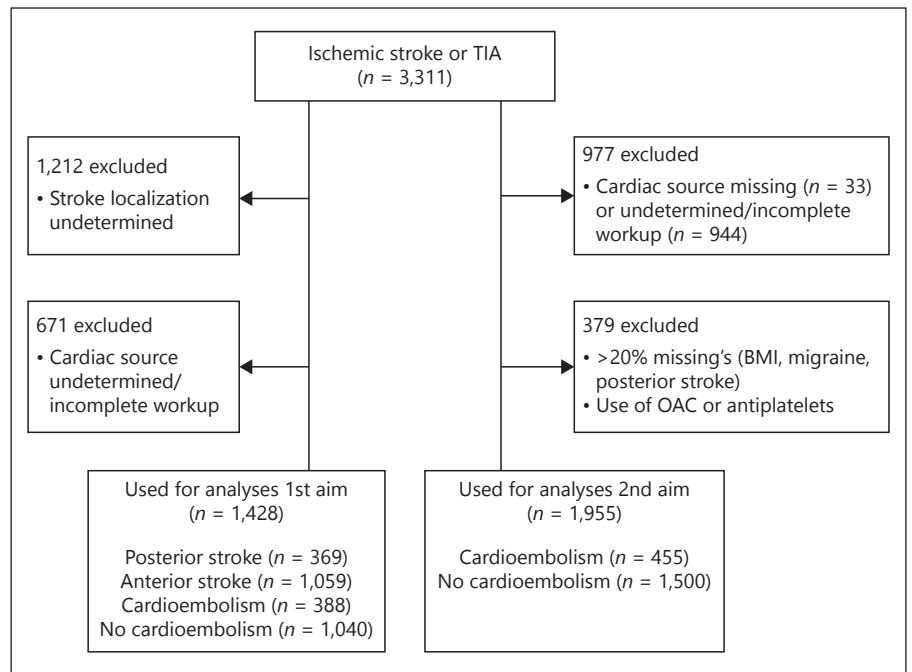 Ischemic stroke or TIA
(n = 3,311)
1,212 excluded
• Stroke localization
undetermined
977 excluded
• Cardiac source missing (n = 33)
or undetermined/incomplete
workup (n = 944)
671 excluded
• Cardiac source
undetermined/
incomplete workup
379 excluded
• >20% missing's (BMI, migraine,
posterior stroke)
• Use of OAC or antiplatelets
Used for analyses 1st aim
(n = 1,428)
Posterior stroke (n = 369)
Anterior stroke (n = 1,059)
Cardioembolism (n = 388)
No cardioembolism (n = 1,040)
Used for analyses 2nd aim
(n = 1,955)
Cardioembolism (n = 455)
No cardioembolism (n = 1,500)